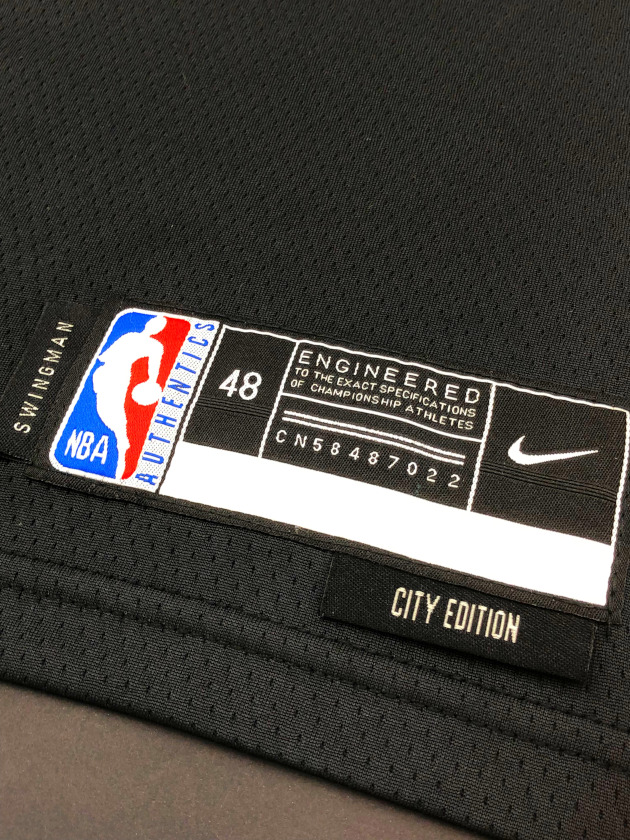 SWINGMAN
NBA
AUTHENTICS
48
ENGINEERED
TO THE EXACT SPECIFICATIONS
OF CHAMPIONSHIP ATHLETES
CN58487022
CITY EDITION